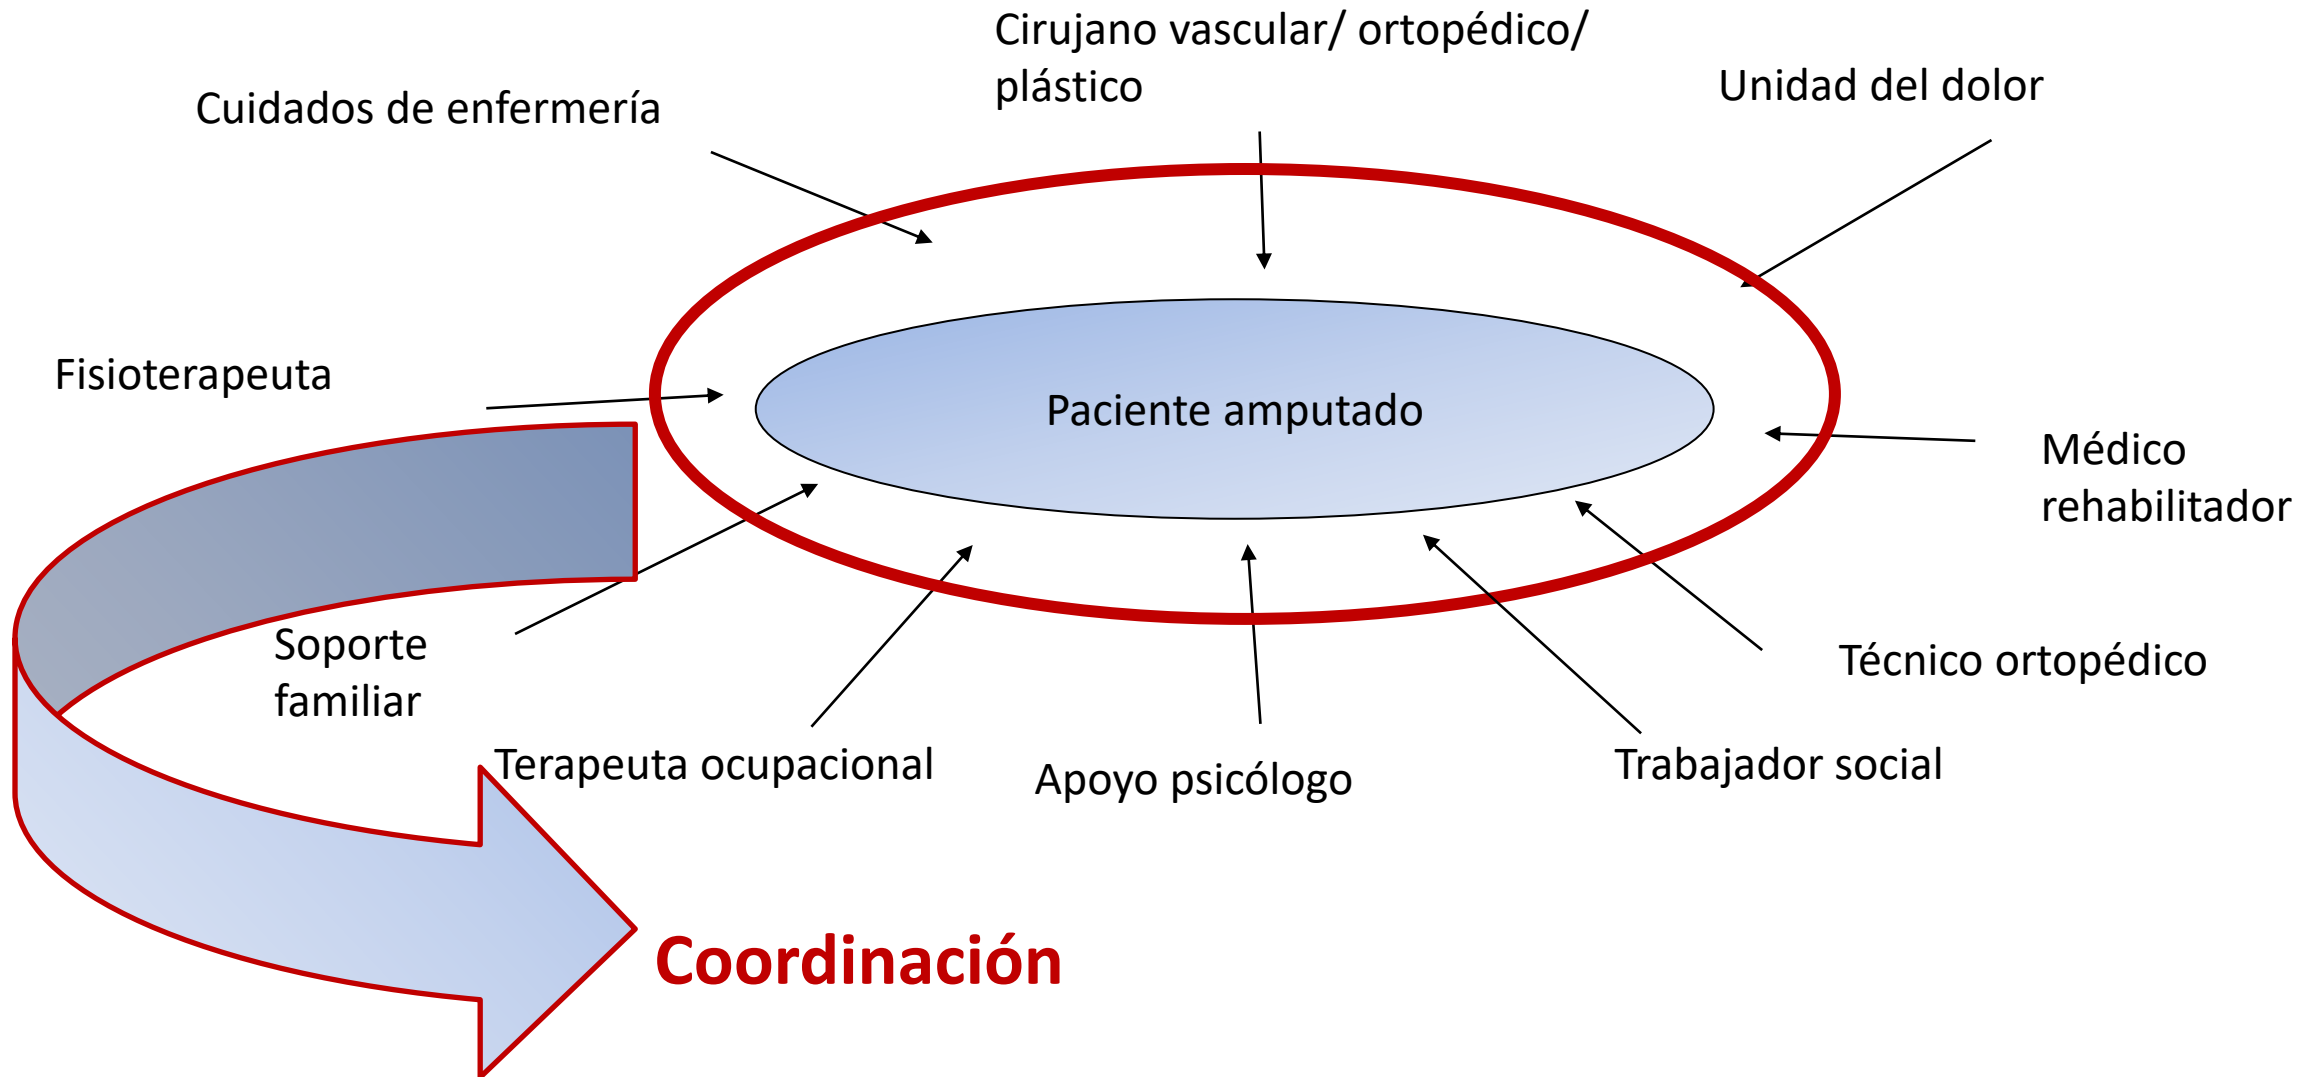 Cirujano vascular/ ortopédico/
plástico
Unidad del dolor
Cuidados de enfermería
Fisioterapeuta
Paciente amputado
Médico
rehabilitador
Soporte
familiar
Técnico ortopédico
Terapeuta ocupacional
Apoyo psicólogo
Trabajador social
Coordinación